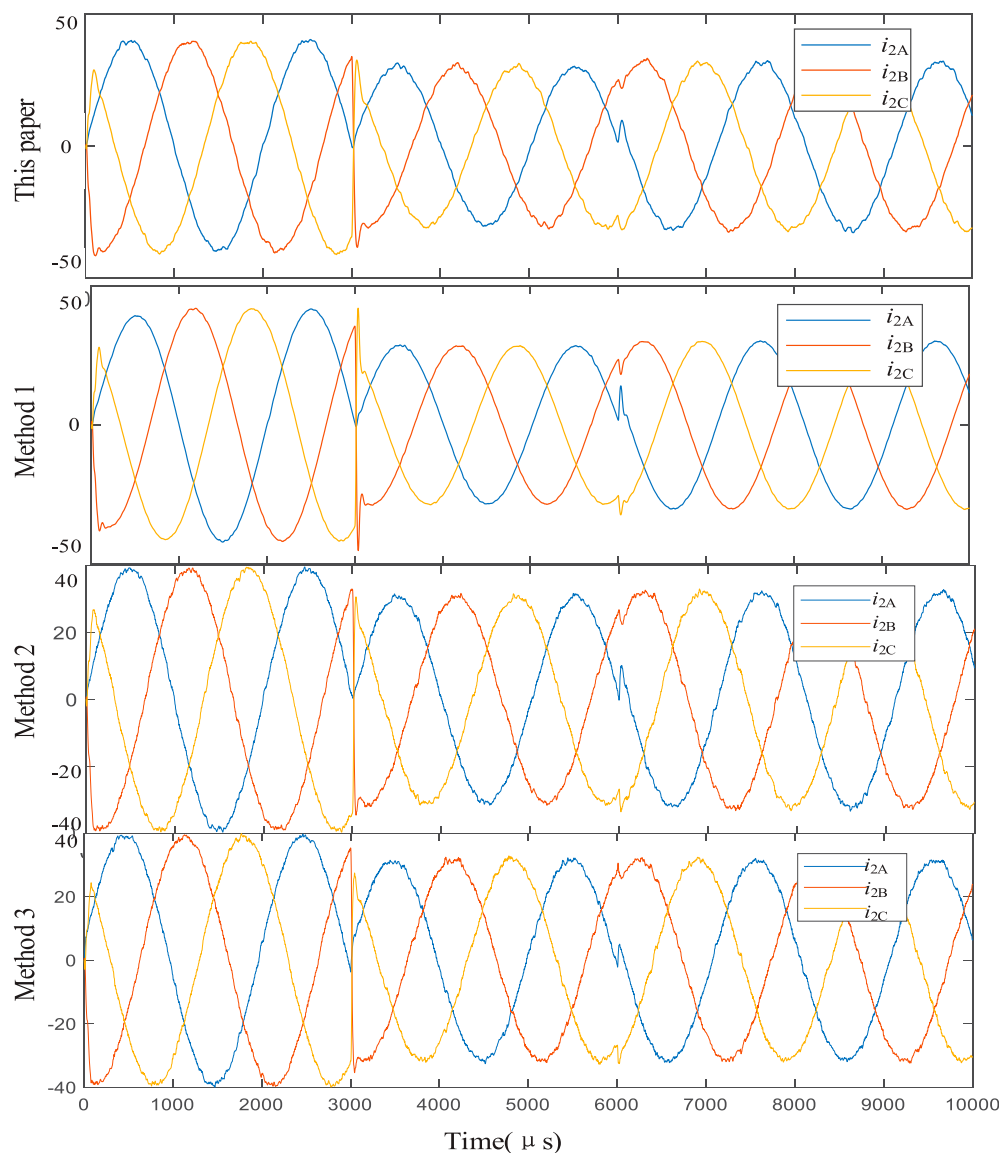 50
0
-50
This paper
i2A
i2B
i2C
50
0
-50
Method 1
i2A
i2B
i2C
40
20
0
-20
-40
Method 2
i2A
i2B
i2C
40
20
0
-20
-40
Method 3
i2A
i2B
i2C
0 1000 2000 3000 4000 5000 6000 7000 8000 9000 10000
Time( μ s)